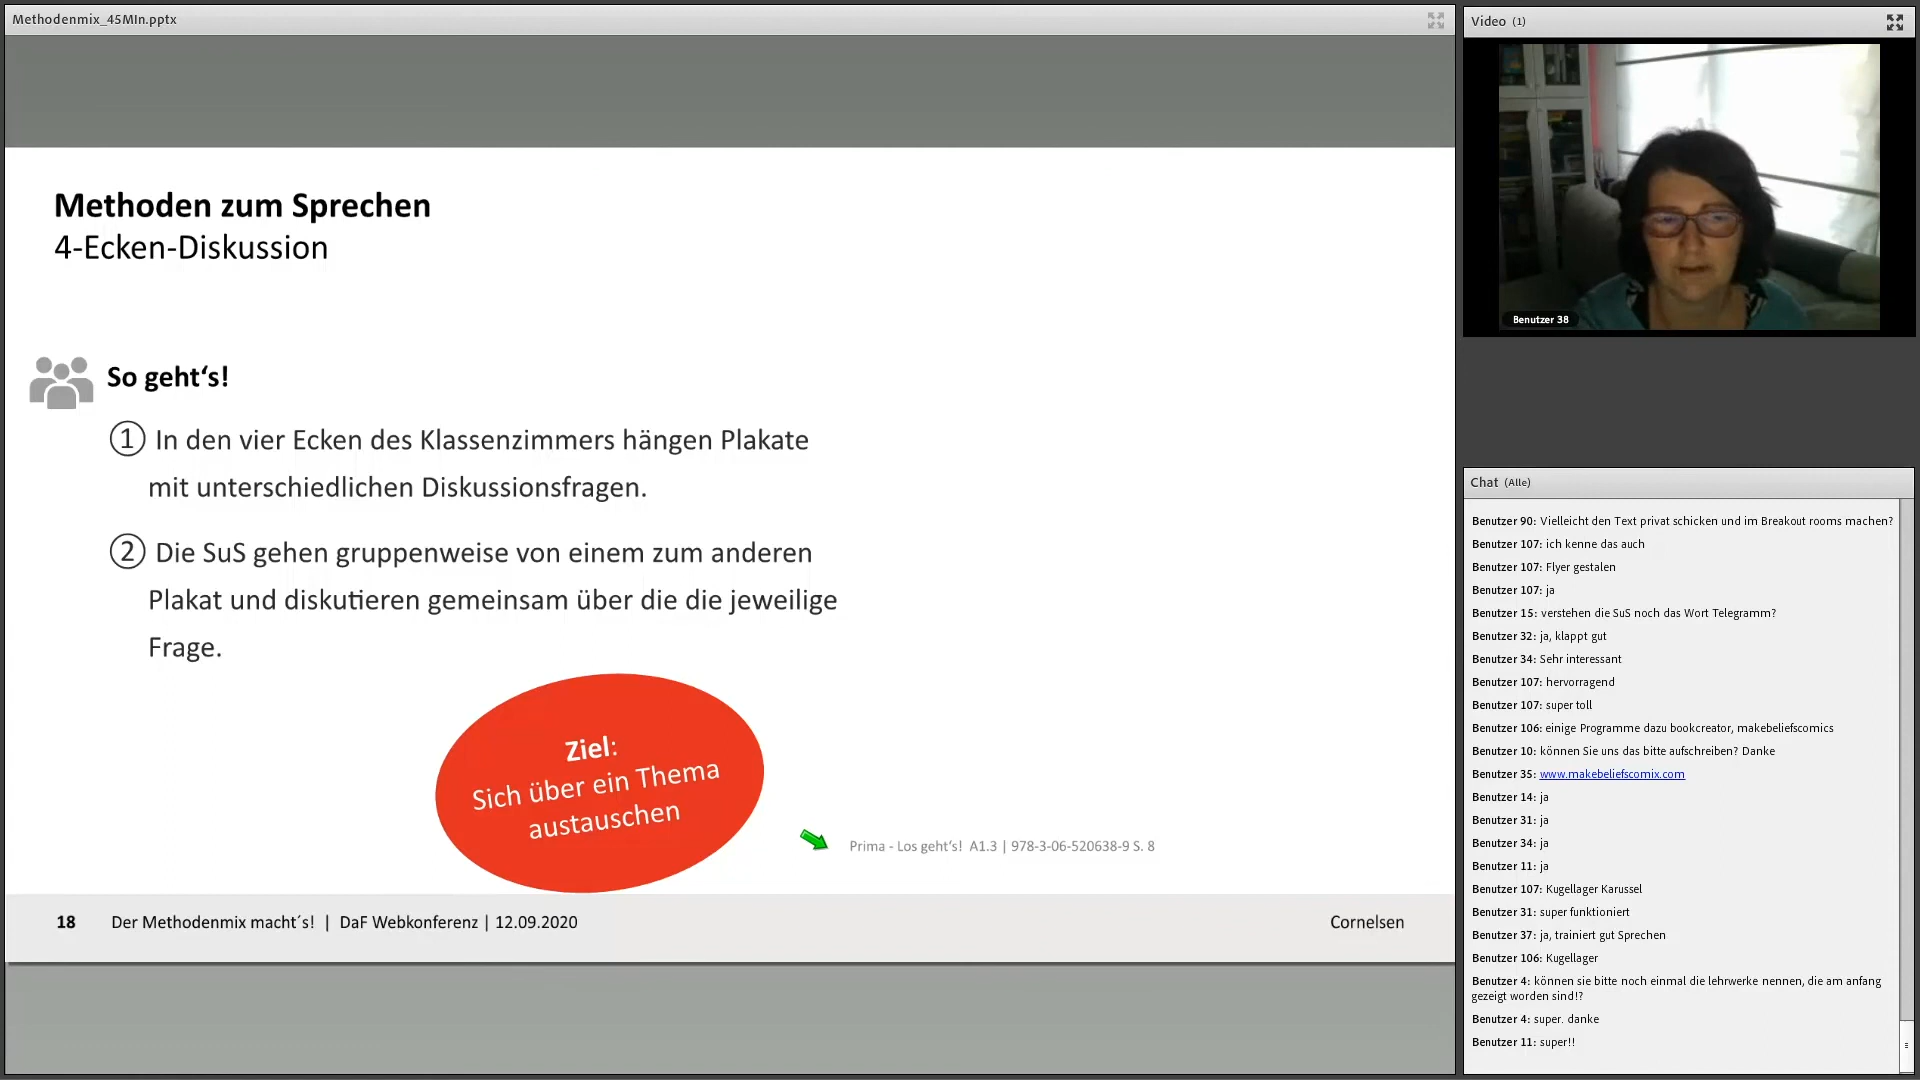 Methodenmix_45MIn.pptx
Methoden zum Sprechen
4-Ecken-Diskussion
So geht‘s!
① In den vier Ecken des Klassenzimmers hängen Plakate
mit unterschiedlichen Diskussionsfragen.
② Die SuS gehen gruppenweise von einem zum anderen
Plakat und diskutieren gemeinsam über die die jeweilige
Frage.
Ziel:
Sich über ein Thema
austauschen
Prima - Los geht‘s! A1.3 | 978-3-06-520638-9 S. 8
18 Der Methodenmix macht´s! | DaF Webkonferenz | 12.09.2020 Cornelsen
Video (1)
Benutzer 38
Chat (Alle)
Benutzer 90: Vielleicht den Text privat schicken und im Breakout rooms machen?
Benutzer 107: ich kenne das auch
Benutzer 107: Flyer gestalen
Benutzer 107: ja
Benutzer 15: verstehen die SuS noch das Wort Telegramm?
Benutzer 32: ja, klappt gut
Benutzer 34: Sehr interessant
Benutzer 107: hervorragend
Benutzer 107: super toll
Benutzer 106: einige Programme dazu bookcreator, makebeliefscomics
Benutzer 10: können Sie uns das bitte aufschreiben? Danke
Benutzer 35: www.makebeliefscomix.com
Benutzer 14: ja
Benutzer 31: ja
Benutzer 34: ja
Benutzer 11: ja
Benutzer 107: Kugellager Karussel
Benutzer 31: super funktioniert
Benutzer 37: ja, trainiert gut Sprechen
Benutzer 106: Kugellager
Benutzer 4: können sie bitte noch einmal die lehrwerke nennen, die am anfang
gezeigt worden sind!?
Benutzer 4: super. danke
Benutzer 11: super!!